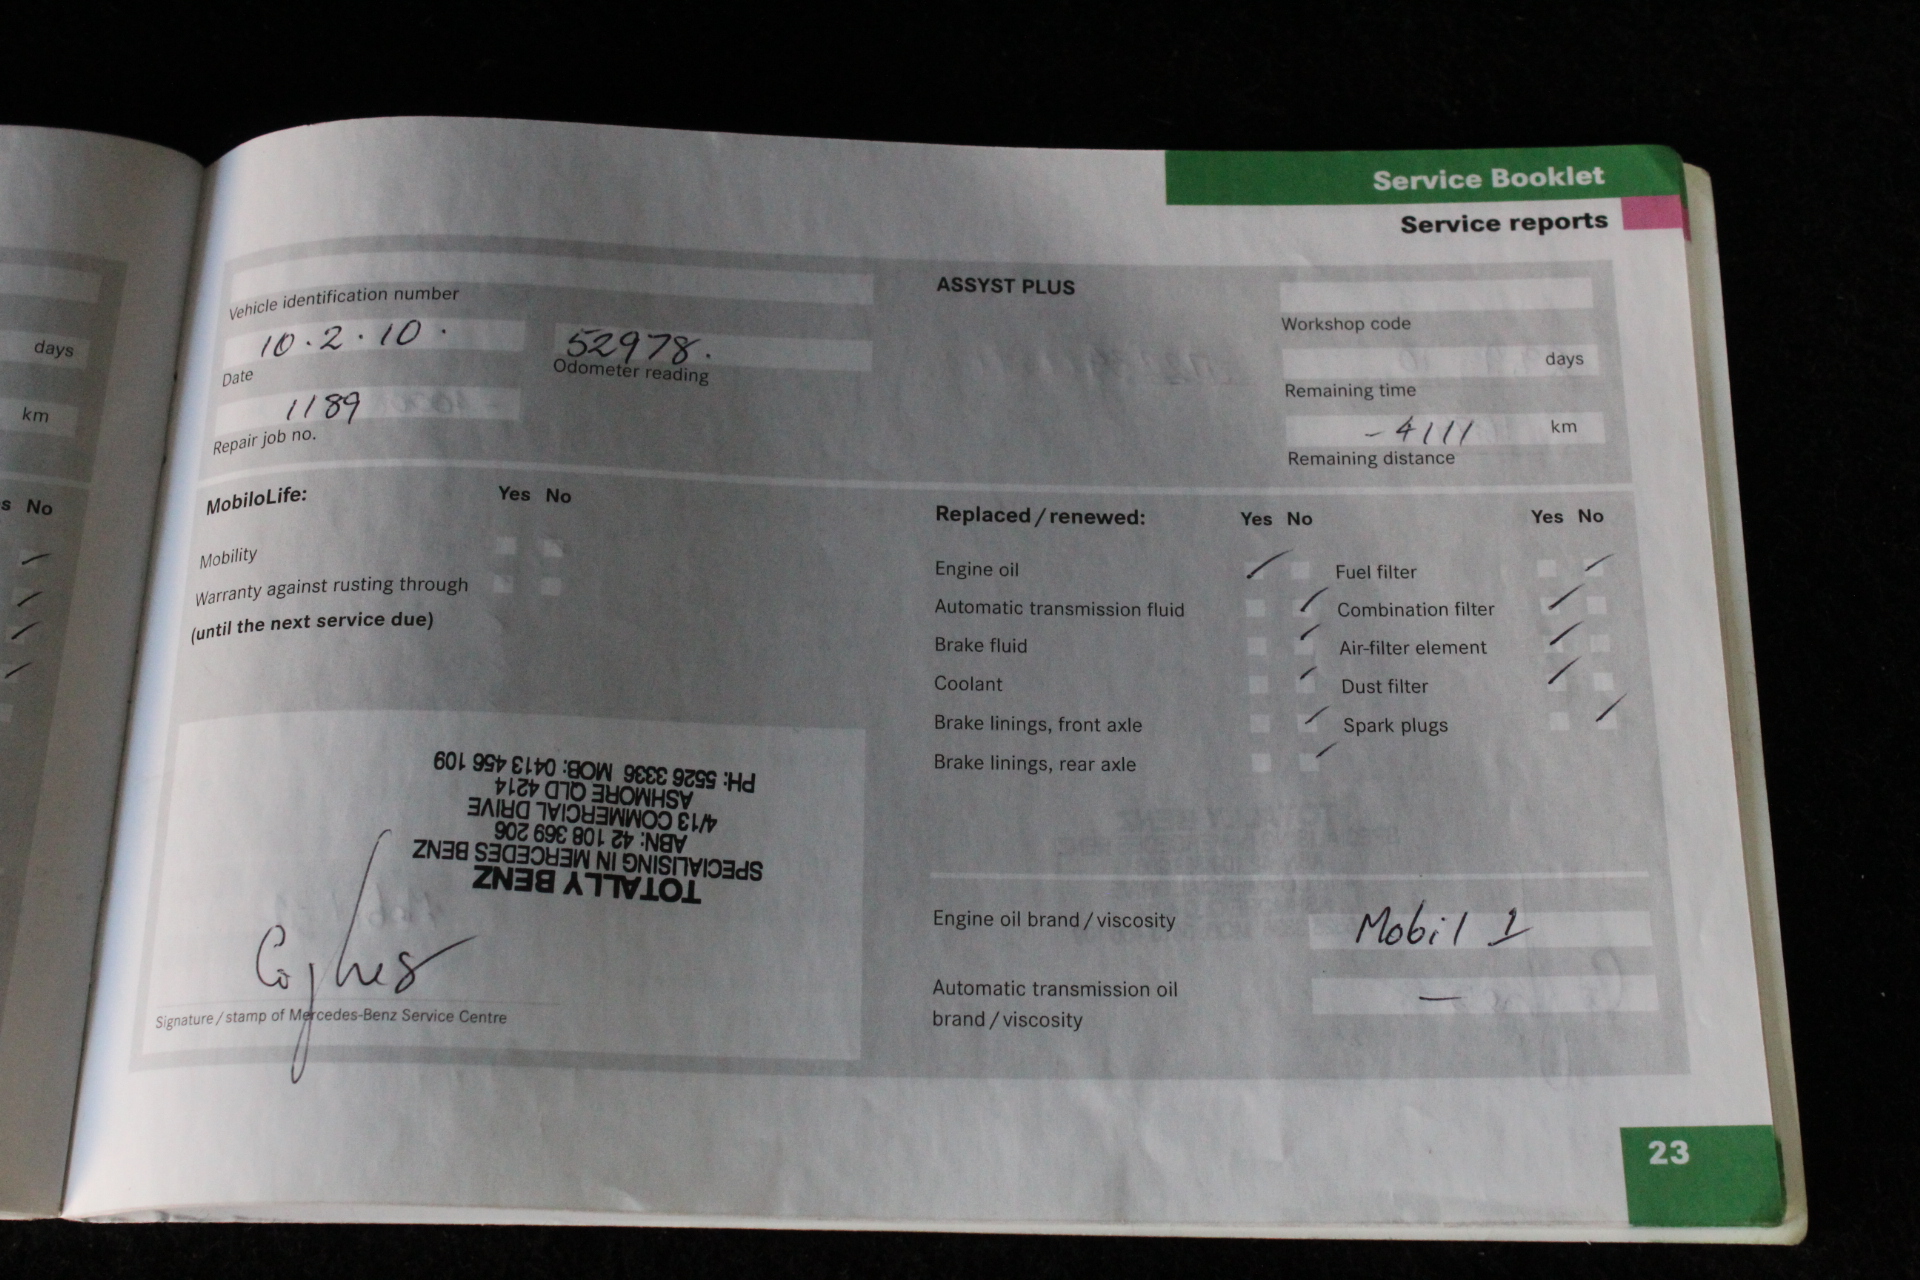 Service Booklet
Service reports
days
km
s No
Vehicle identification number
10.2.10.
Date
52978.
Odometer reading
1189
Repair job no.
ASSYST PLUS
Workshop code
days
Remaining time
- 4111 km
Remaining distance
MobiloLife: Yes No
Mobility
Warranty against rusting through
(until the next service due)
Replaced / renewed: Yes No Yes No
Engine oil Fuel filter
Automatic transmission fluid Combination filter
Brake fluid Air-filter element
Coolant Dust filter
Brake linings, front axle Spark plugs
Brake linings, rear axle
TOTALLY BENZ
SPECIALISING IN MERCEDES BENZ
ABN: 42 108 369 206
4/13 COMMERCIAL DRIVE
ASHMORE QLD 4214
PH: 5526 3336 MOB: 0413 456 109
Signature / stamp of Mercedes-Benz Service Centre
Engine oil brand / viscosity Mobil 1
Automatic transmission oil —
brand / viscosity
23